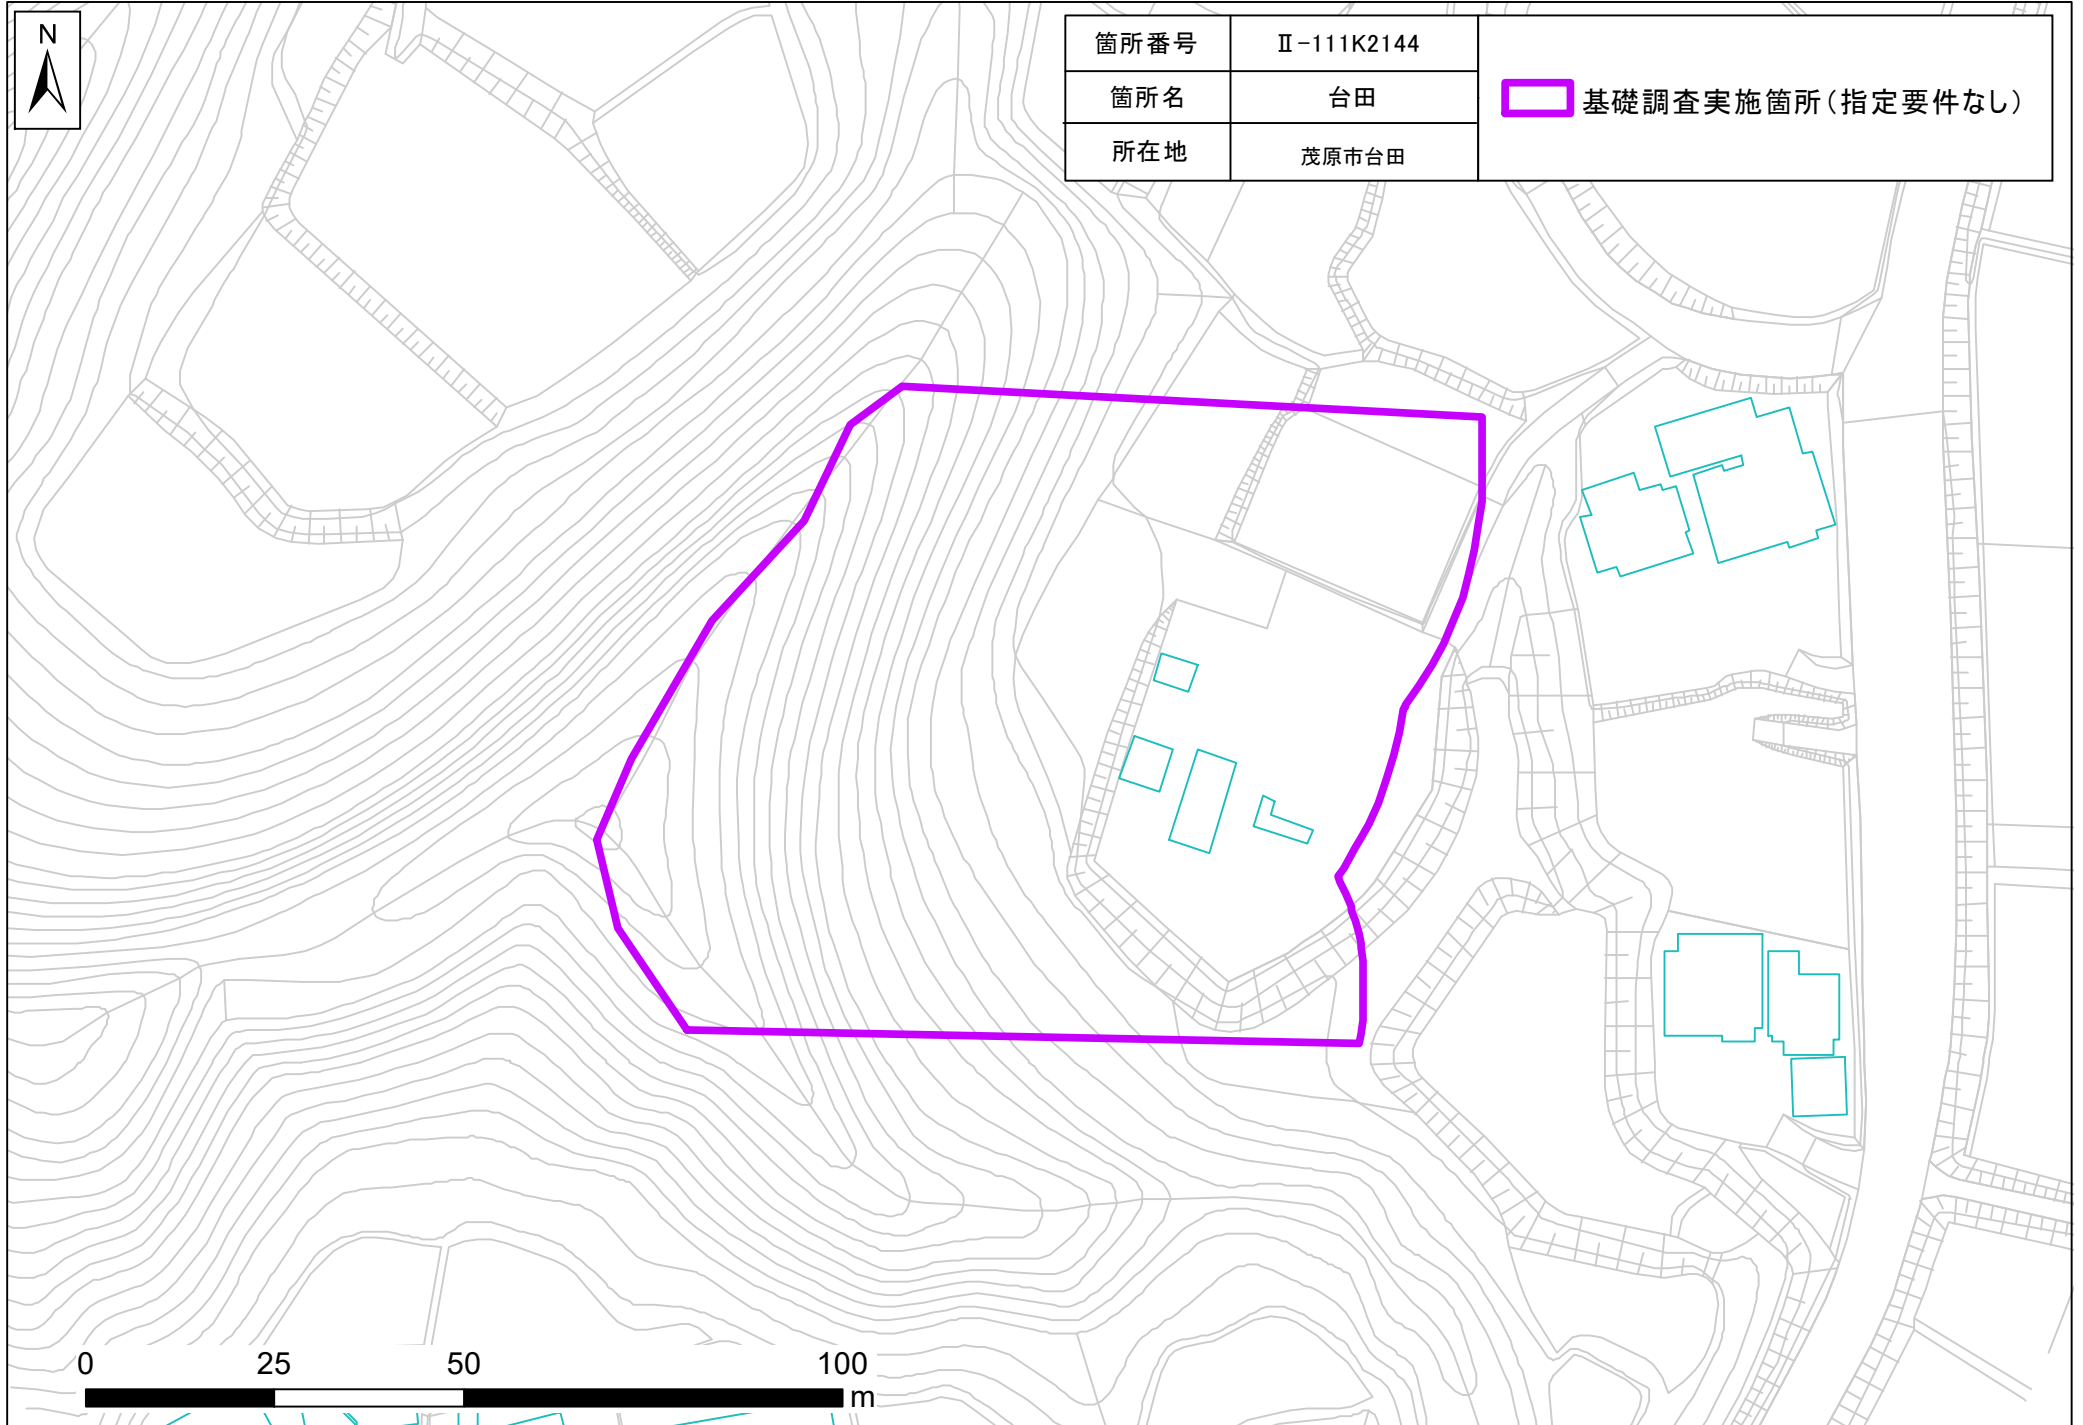 N
箇所番号 Ⅱ-111K2144
箇所名 台田
所在地 茂原市台田
基礎調査実施箇所(指定要件なし)
0 25 50 100
m